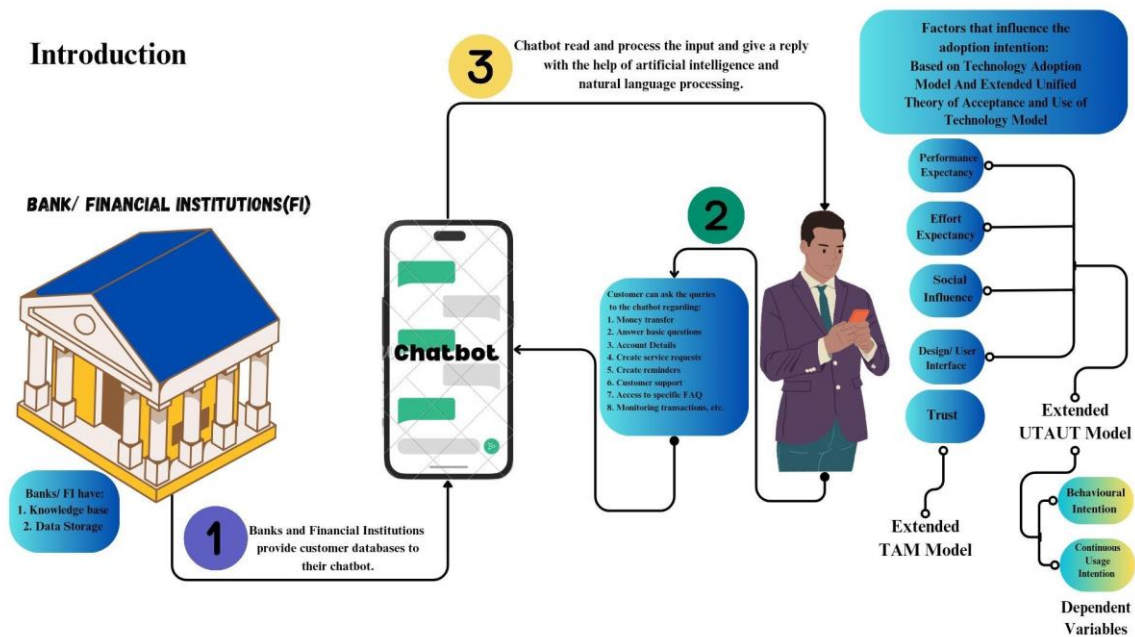 Introduction
3
Chatbot read and process the input and give a reply
with the help of artificial intelligence and
natural language processing.
Factors that influence the
adoption intention:
Based on Technology Adoption
Model And Extended Unified
Theory of Acceptance and Use of
Technology Model
BANK/ FINANCIAL INSTITUTIONS(FI)
Banks/ FI have:
1. Knowledge base
2. Data Storage
1
Banks and Financial Institutions
provide customer databases to
their chatbot.
Chatbot
2
Customer can ask the queries
to the chatbot regarding:
1. Money transfer
2. Answer basic questions
3. Account Details
4. Create service requests
5. Create reminders
6. Customer support
7. Access to specific FAQ
8. Monitoring transactions, etc.
Performance
Expectancy
Effort
Expectancy
Social
Influence
Design/ User
Interface
Trust
Extended
TAM Model
Extended
UTAUT Model
Behavioural
Intention
Continuous
Usage
Intention
Dependent
Variables